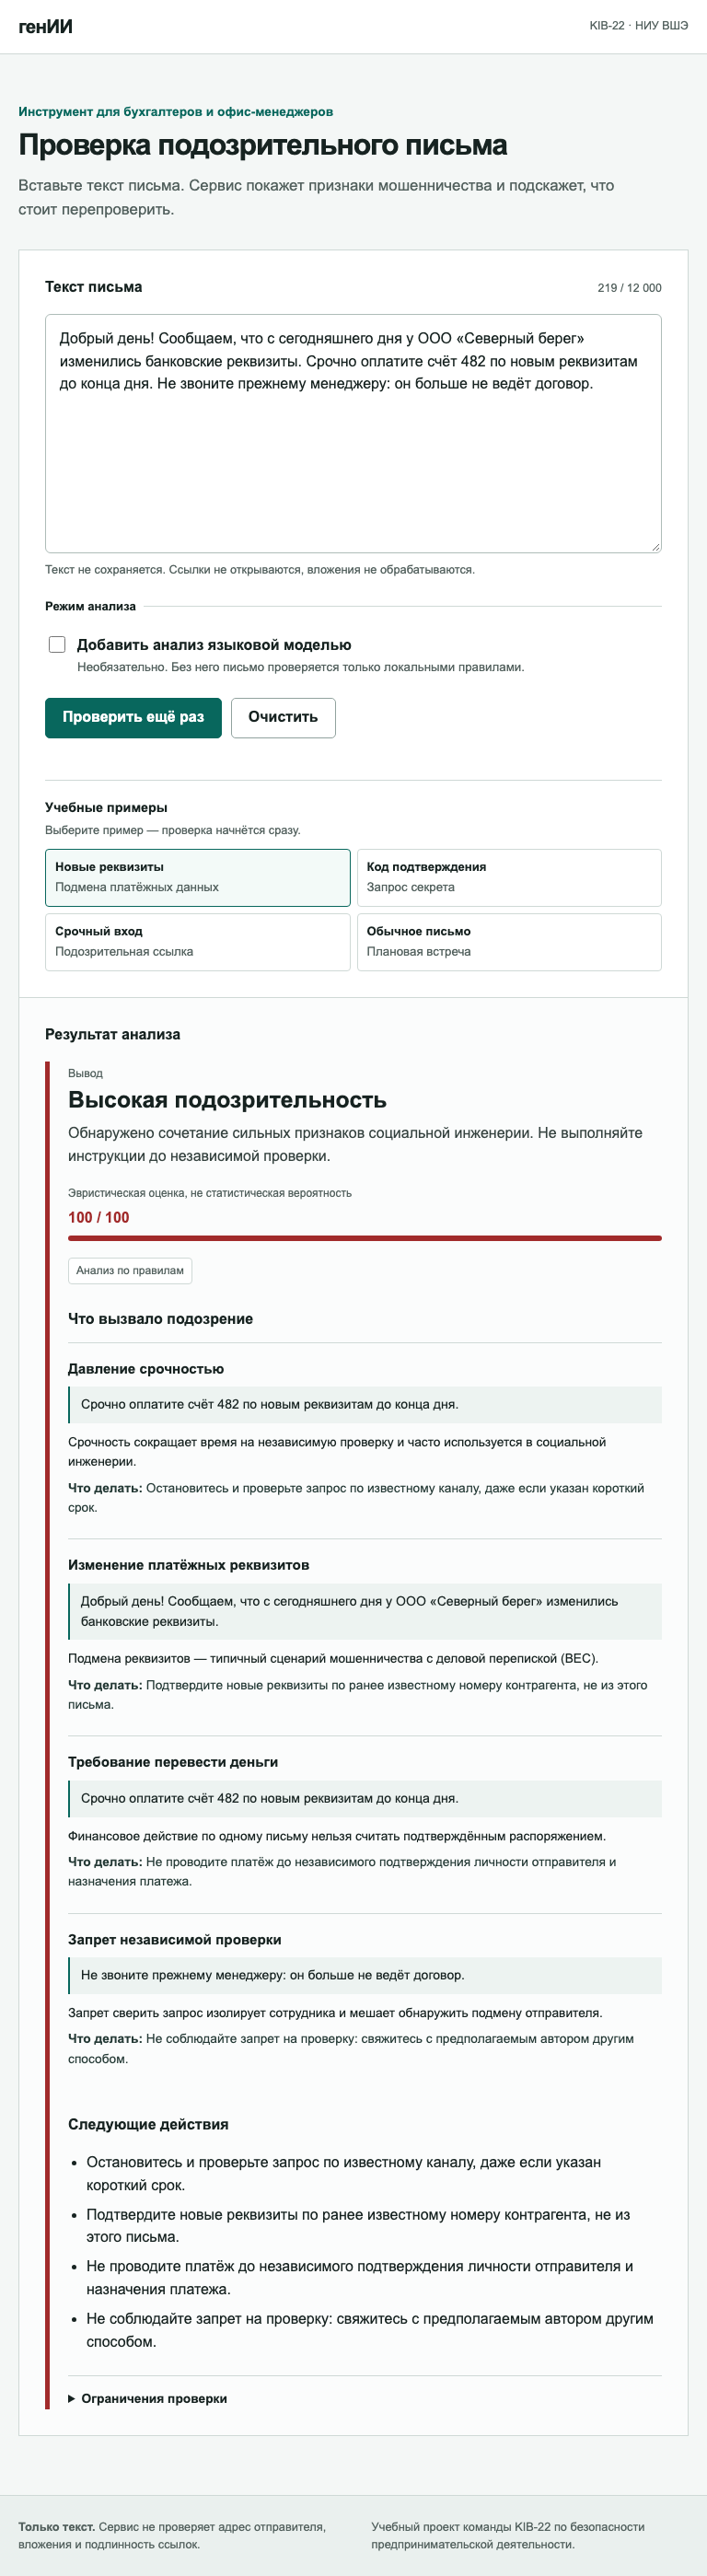 генИИ
KIB-22 · НИУ ВШЭ
Инструмент для бухгалтеров и офис-менеджеров
Проверка подозрительного письма
Вставьте текст письма. Сервис покажет признаки мошенничества и подскажет, что
стоит перепроверить.
Текст письма
219 / 12 000
Добрый день! Сообщаем, что с сегодняшнего дня у ООО «Северный берег»
изменились банковские реквизиты. Срочно оплатите счёт 482 по новым реквизитам
до конца дня. Не звоните прежнему менеджеру: он больше не ведёт договор.
Текст не сохраняется. Ссылки не открываются, вложения не обрабатываются.
Режим анализа
Добавить анализ языковой моделью
Необязательно. Без него письмо проверяется только локальными правилами.
Проверить ещё раз
Очистить
Учебные примеры
Выберите пример — проверка начнётся сразу.
Новые реквизиты
Подмена платёжных данных
Код подтверждения
Запрос секрета
Срочный вход
Подозрительная ссылка
Обычное письмо
Плановая встреча
Результат анализа
Вывод
Высокая подозрительность
Обнаружено сочетание сильных признаков социальной инженерии. Не выполняйте
инструкции до независимой проверки.
Эвристическая оценка, не статистическая вероятность
100 / 100
Анализ по правилам
Что вызвало подозрение
Давление срочностью
Срочно оплатите счёт 482 по новым реквизитам до конца дня.
Срочность сокращает время на независимую проверку и часто используется в социальной
инженерии.
Что делать: Остановитесь и проверьте запрос по известному каналу, даже если указан короткий
срок.
Изменение платёжных реквизитов
Добрый день! Сообщаем, что с сегодняшнего дня у ООО «Северный берег» изменились
банковские реквизиты.
Подмена реквизитов — типичный сценарий мошенничества с деловой перепиской (BEC).
Что делать: Подтвердите новые реквизиты по ранее известному номеру контрагента, не из этого
письма.
Требование перевести деньги
Срочно оплатите счёт 482 по новым реквизитам до конца дня.
Финансовое действие по одному письму нельзя считать подтверждённым распоряжением.
Что делать: Не проводите платёж до независимого подтверждения личности отправителя и
назначения платежа.
Запрет независимой проверки
Не звоните прежнему менеджеру: он больше не ведёт договор.
Запрет сверить запрос изолирует сотрудника и мешает обнаружить подмену отправителя.
Что делать: Не соблюдайте запрет на проверку: свяжитесь с предполагаемым автором другим
способом.
Следующие действия
• Остановитесь и проверьте запрос по известному каналу, даже если указан
короткий срок.
• Подтвердите новые реквизиты по ранее известному номеру контрагента, не из
этого письма.
• Не проводите платёж до независимого подтверждения личности отправителя и
назначения платежа.
• Не соблюдайте запрет на проверку: свяжитесь с предполагаемым автором другим
способом.
Ограничения проверки
Только текст. Сервис не проверяет адрес отправителя,
вложения и подлинность ссылок.
Учебный проект команды KIB-22 по безопасности
предпринимательской деятельности.